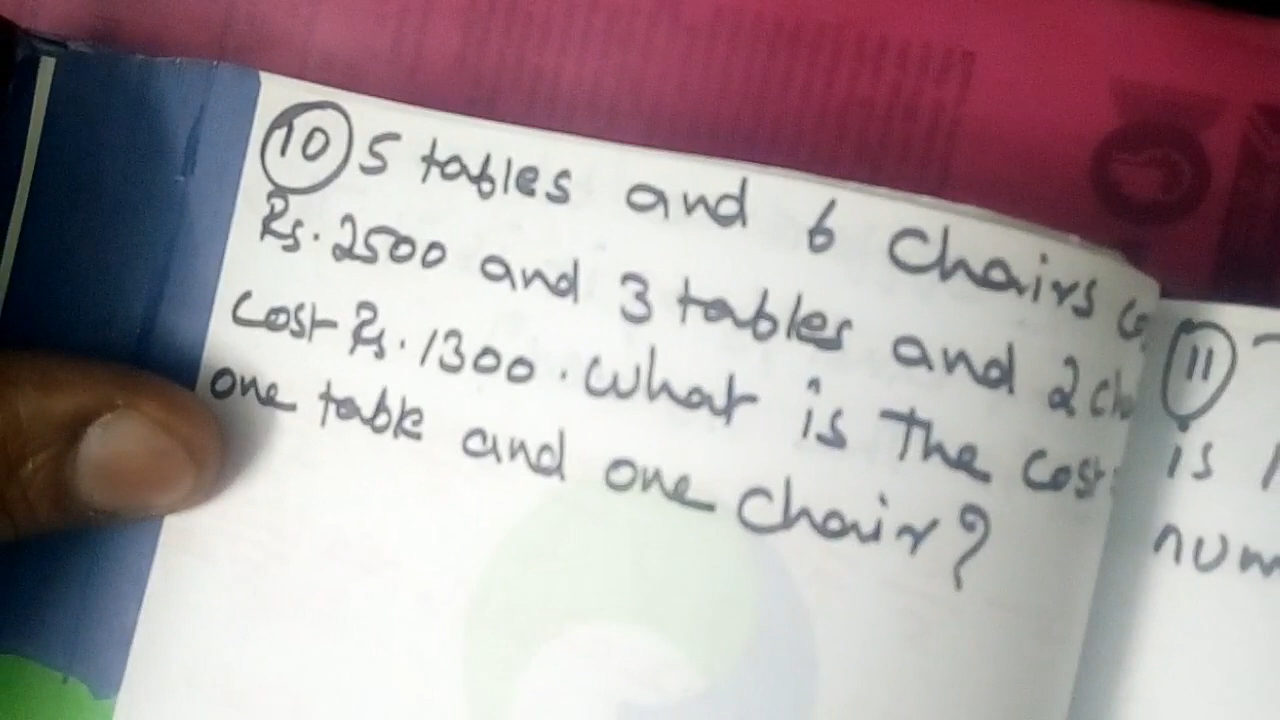 10 5 tables and 6 Chairs
Rs. 2500 and 3 tables and 2
Cost Rs. 1300. What is The Cost
one table and one Chair?
11
is